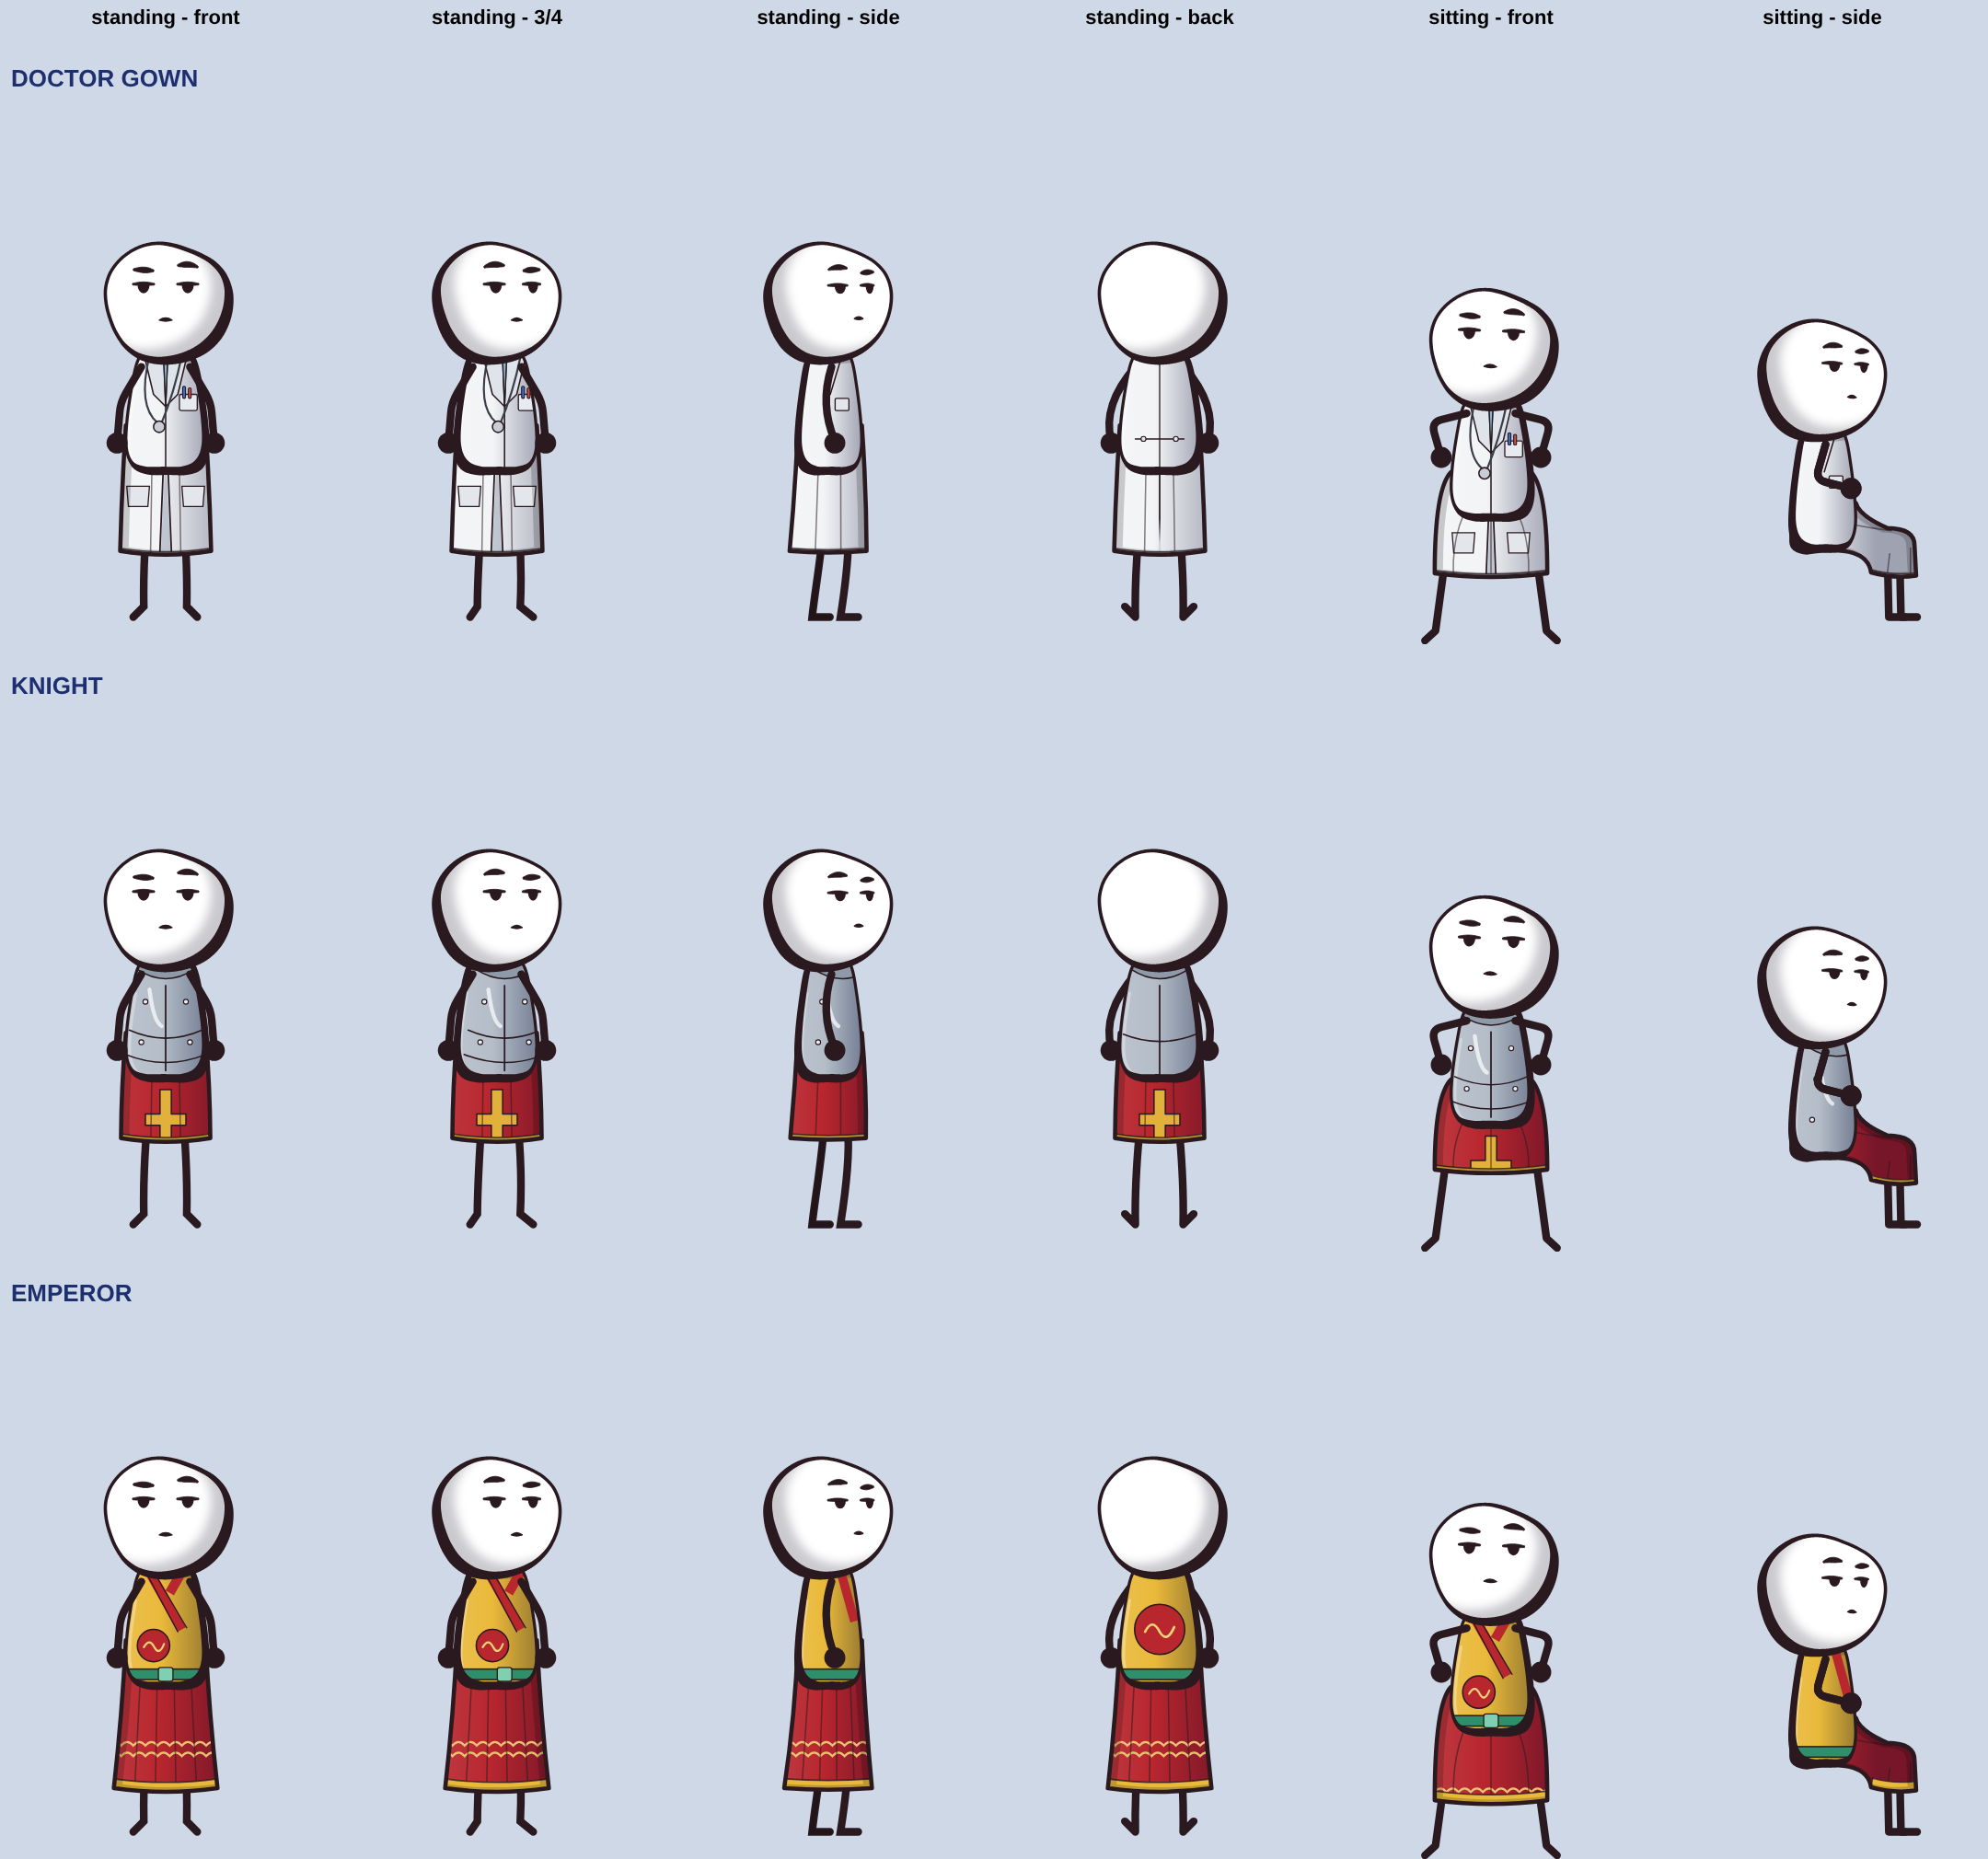 standing - front standing - 3/4 standing - side standing - back sitting - front sitting - side
DOCTOR GOWN
KNIGHT
EMPEROR